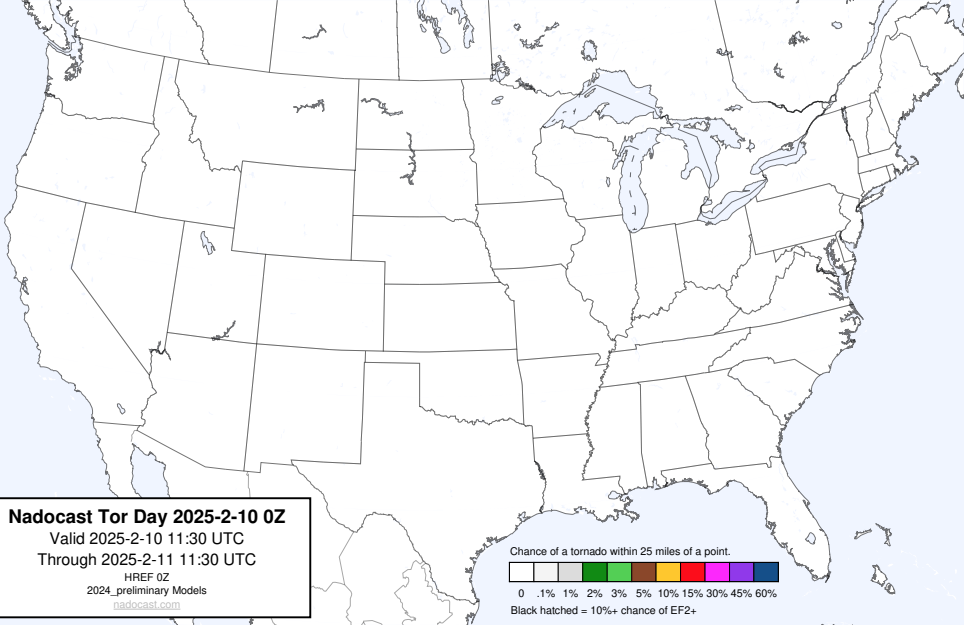 Nadocast Tor Day 2025-2-10 0Z
Valid 2025-2-10 11:30 UTC
Through 2025-2-11 11:30 UTC
HREF 0Z
2024_preliminary Models
nadocast.com
Chance of a tornado within 25 miles of a point.
0 .1% 1% 2% 3% 5% 10% 15% 30% 45% 60%
Black hatched = 10%+ chance of EF2+